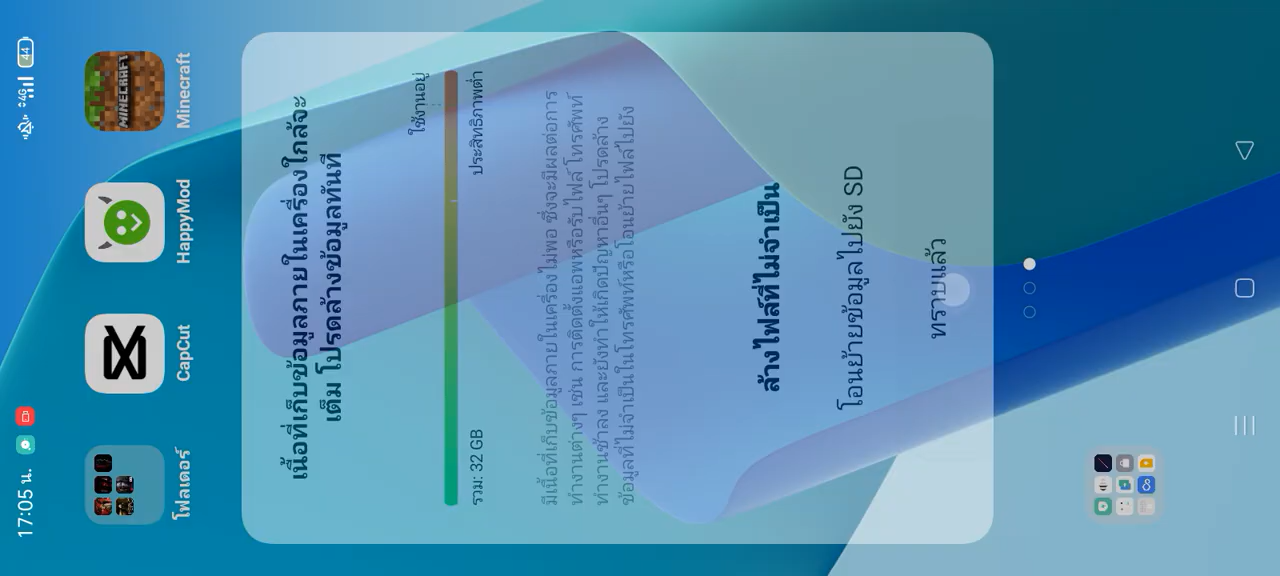 17:05 น.
4G
44
โฟลเดอร์
CapCut
HappyMod
MINECRAFT
Minecraft
เนื้อที่เก็บข้อมูลภายในเครื่องใกล้จะ
เต็ม โปรดล้างข้อมูลทันที
ใช้งานอยู่
รวม: 32 GB
ประสิทธิภาพต่ำ
มีเนื้อที่เก็บข้อมูลภายในเครื่องไม่พอ ซึ่งจะมีผลต่อการ
ทำงานต่างๆ เช่น การติดตั้งแอพหรือรับไฟล์ โทรศัพท์
ทำงานช้าลง และยังทำให้เกิดปัญหาอื่นๆ โปรดล้าง
ข้อมูลที่ไม่จำเป็นในโทรศัพท์หรือโอนย้ายไฟล์ไปยัง
ล้างไฟล์ที่ไม่จำเป็น
โอนย้ายข้อมูลไปยัง SD
ทราบแล้ว